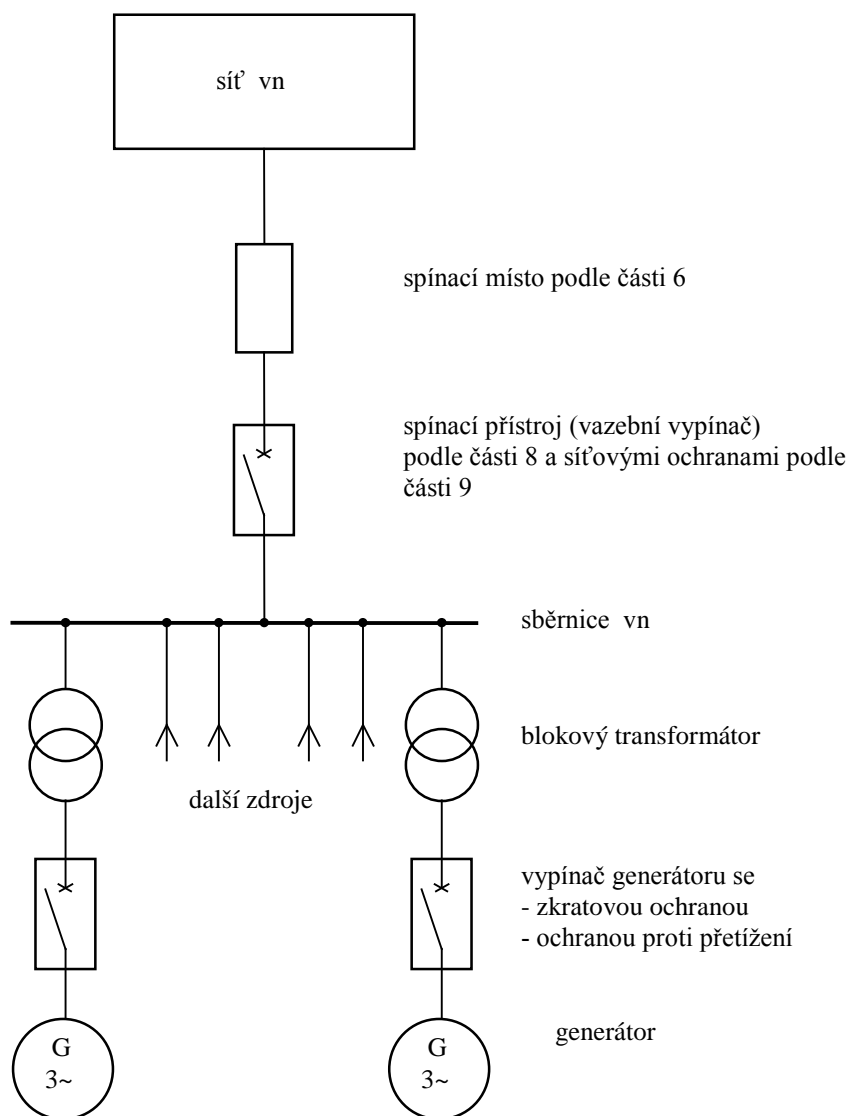 síť vn
spínací místo podle části 6
spínací přístroj (vazební vypínač)
podle části 8 a síťovými ochranami podle
části 9
sběrnice vn
blokový transformátor
další zdroje
vypínač generátoru se
- zkratovou ochranou
- ochranou proti přetížení
generátor
G
3~
G
3~